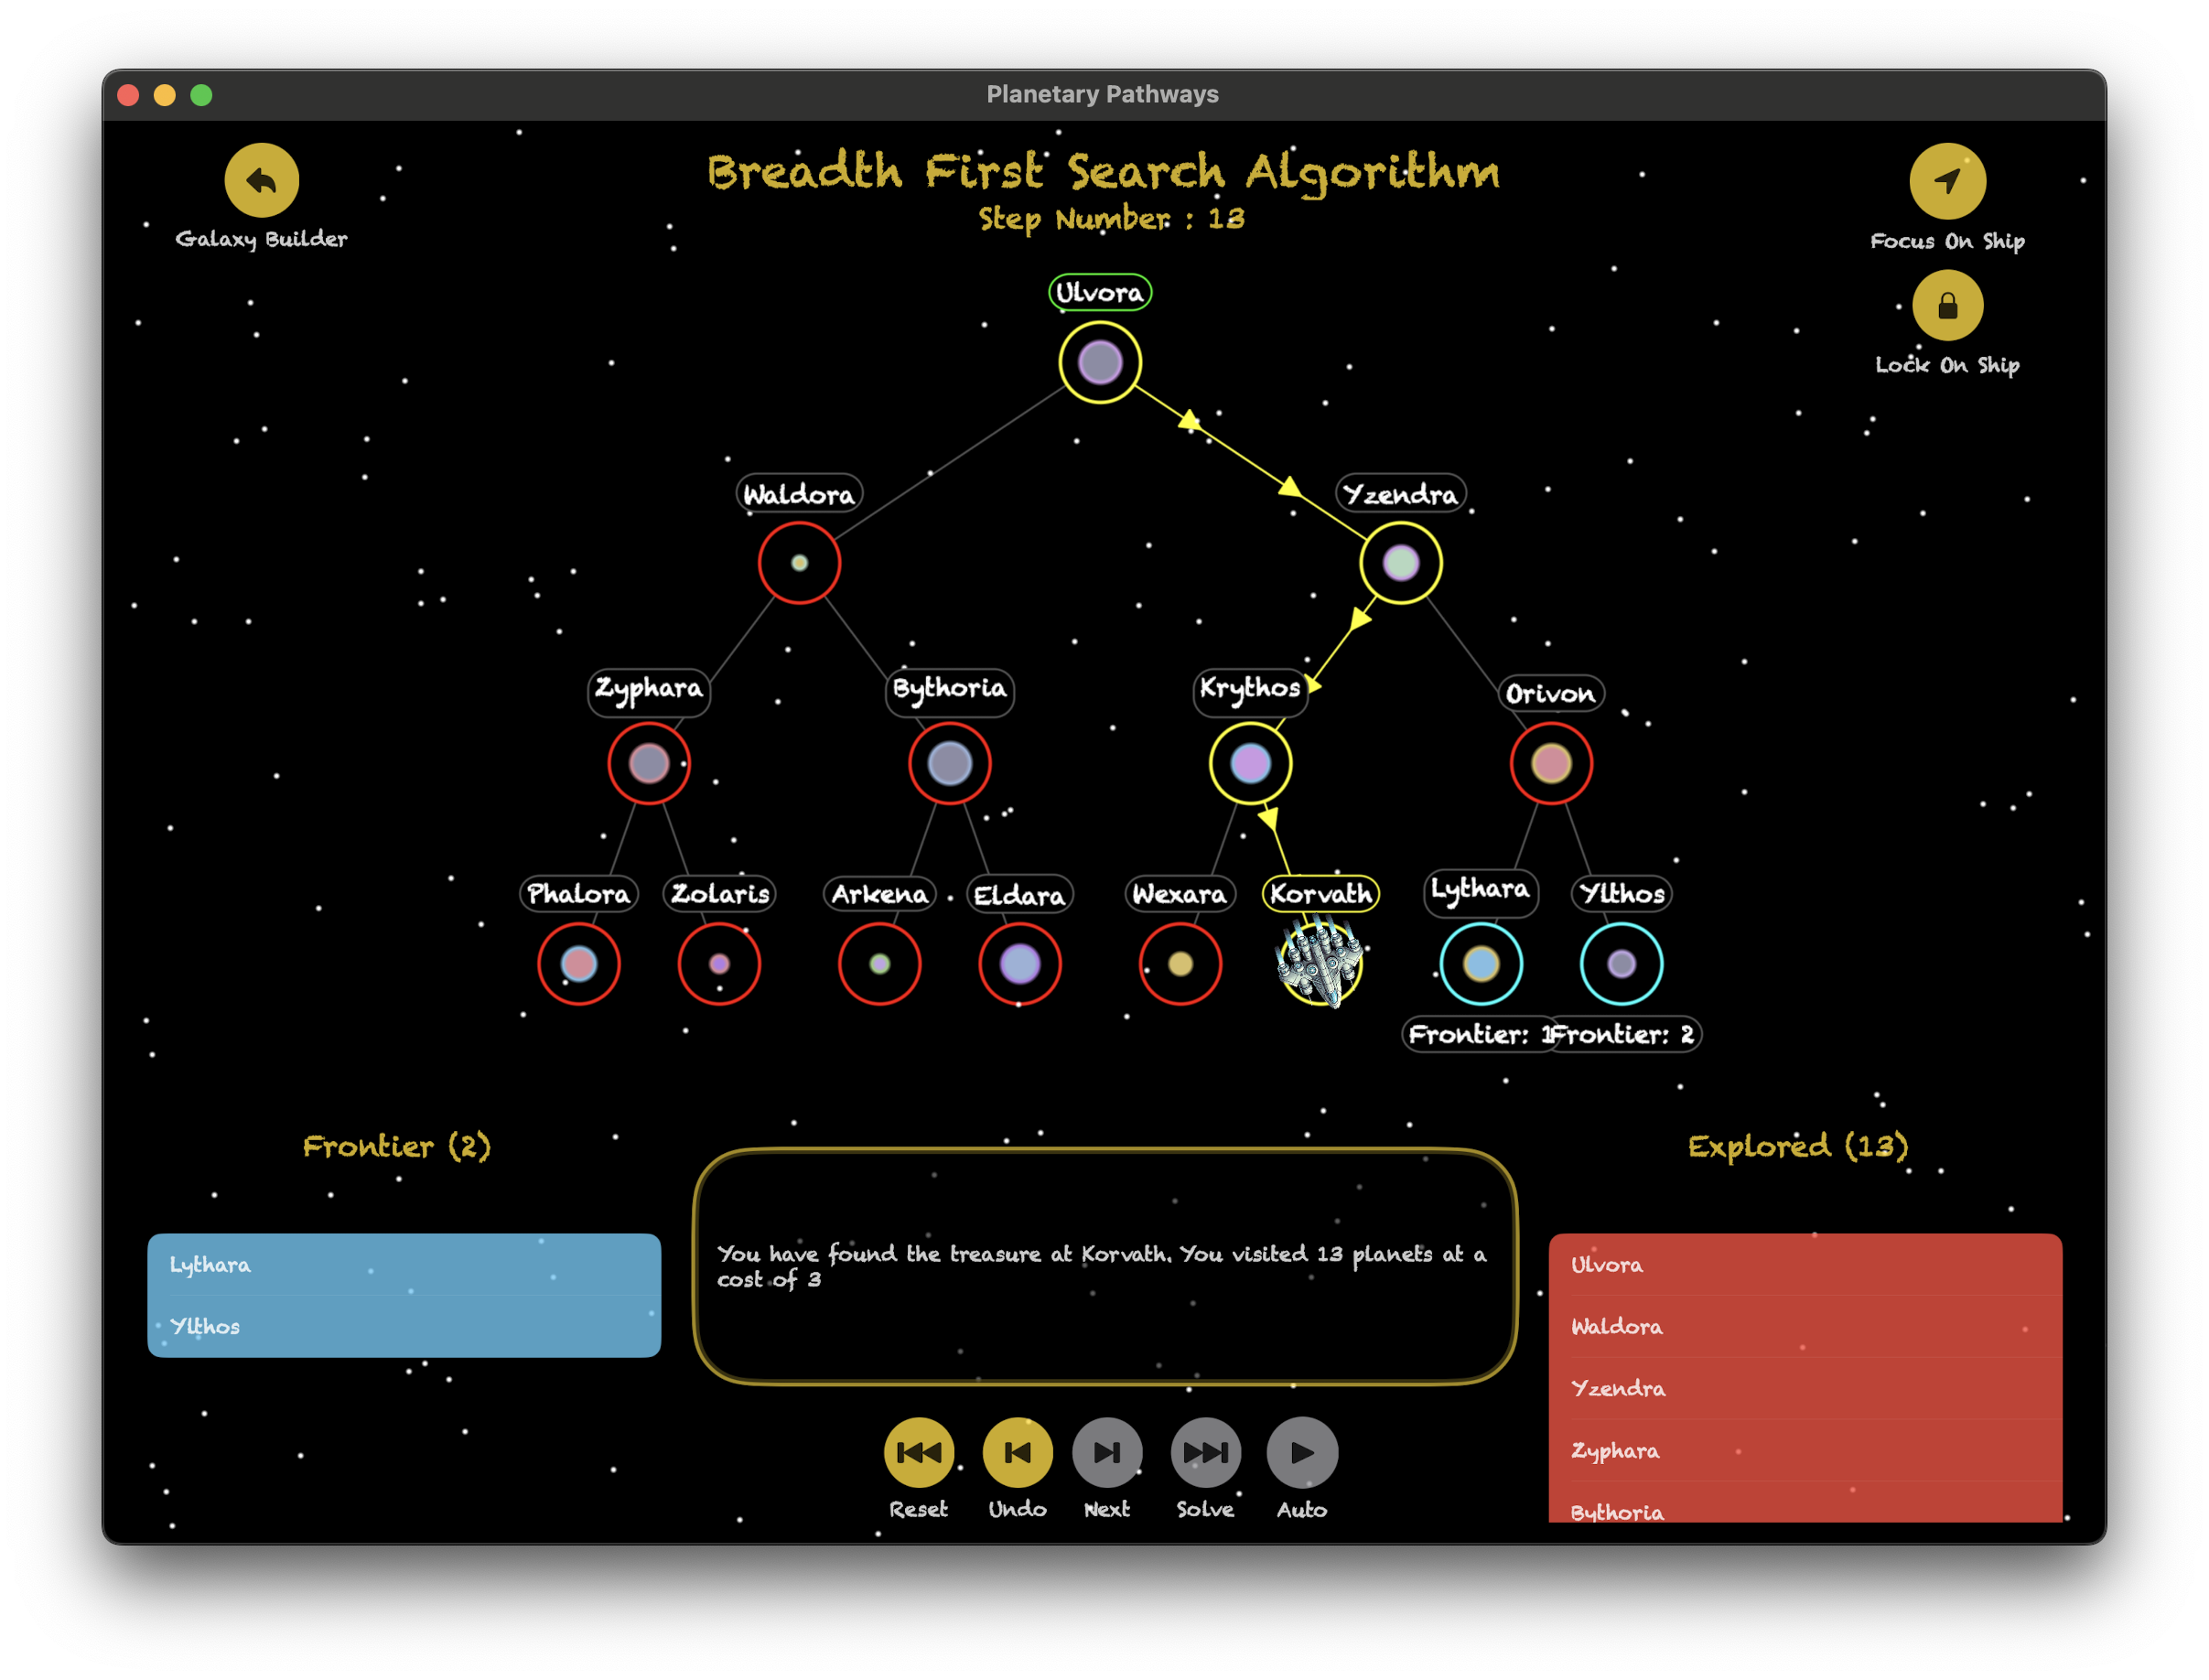 Planetary Pathways
Galaxy Builder
Breadth First Search Algorithm
Step Number : 13
Focus On Ship
Lock On Ship
Ulvora
Waldora
Yzendra
Zyphara
Bythoria
Krythos
Orivon
Phalora
Zolaris
Arkena
Eldara
Wexara
Korvath
Lythara
Ylthos
Frontier: 1
Frontier: 2
Frontier (2)
Lythara
Ylthos
You have found the treasure at Korvath. You visited 13 planets at a
cost of 3
Reset
Undo
Next
Solve
Auto
Explored (13)
Ulvora
Waldora
Yzendra
Zyphara
Bythoria